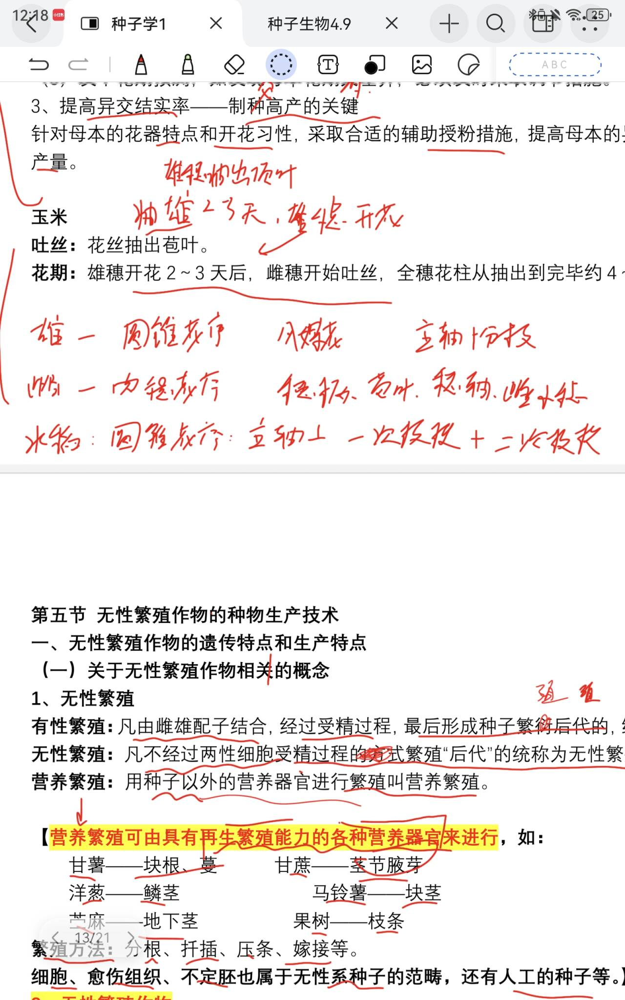 12:18 小红书 25
种子学1 种子生物4.9
ABC
3、提高异交结实率——制种高产的关键
针对母本的花器特点和开花习性，采取合适的辅助授粉措施，提高母本的
产量。
雄穗抽出顶叶
玉米 抽雄23天，雄穗开花
吐丝：花丝抽出苞叶。
花期：雄穗开花2~3天后，雌穗开始吐丝，全穗花柱从抽出到完毕约4~
雄一 圆锥花序 风媒花 主轴+分枝
雌一 肉穗花序 穗柄、苞叶、穗轴、雌小穗
水稻：圆锥花序：主轴上 一次枝梗+二次枝梗
第五节 无性繁殖作物的种物生产技术
一、无性繁殖作物的遗传特点和生产特点
（一）关于无性繁殖作物相关的概念
1、无性繁殖
殖 殖
有性繁殖：凡由雌雄配子结合，经过受精过程，最后形成种子繁衍后代的，
无性繁殖：凡不经过两性细胞受精过程的方式繁殖“后代”的统称为无性繁
营养繁殖：用种子以外的营养器官进行繁殖叫营养繁殖。
【营养繁殖可由具有再生繁殖能力的各种营养器官来进行，如：
甘薯——块根、蔓 甘蔗——茎节腋芽
洋葱——鳞茎 马铃薯——块茎
苎麻——地下茎 果树——枝条
13/21
繁殖方法：分根、扦插、压条、嫁接等。
细胞、愈伤组织、不定胚也属于无性系种子的范畴，还有人工的种子等。】
2、无性繁殖作物